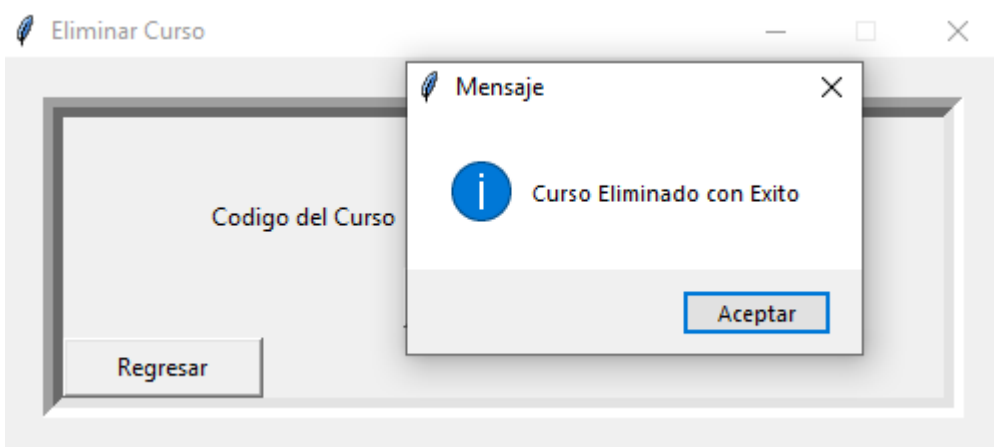 Eliminar Curso
Mensaje
Curso Eliminado con Exito
Codigo del Curso
Aceptar
Regresar